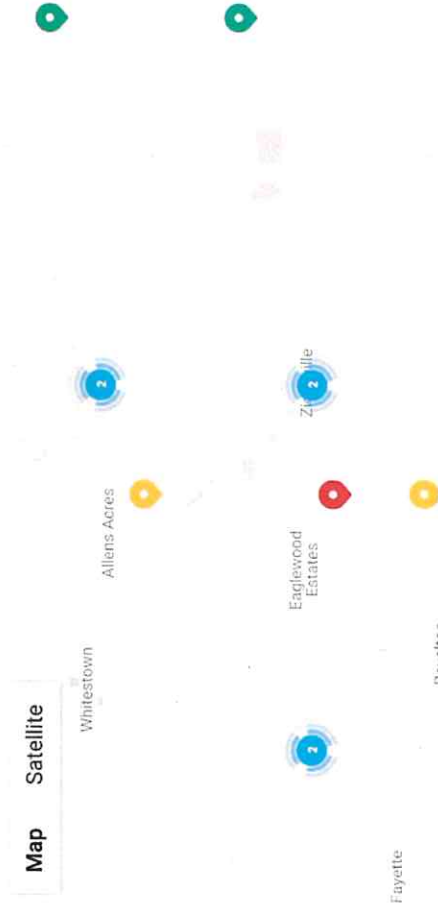 Map Satellite
Whitestown
Allens Acres
2
Eaglewood
Estates
2
2
Fayette